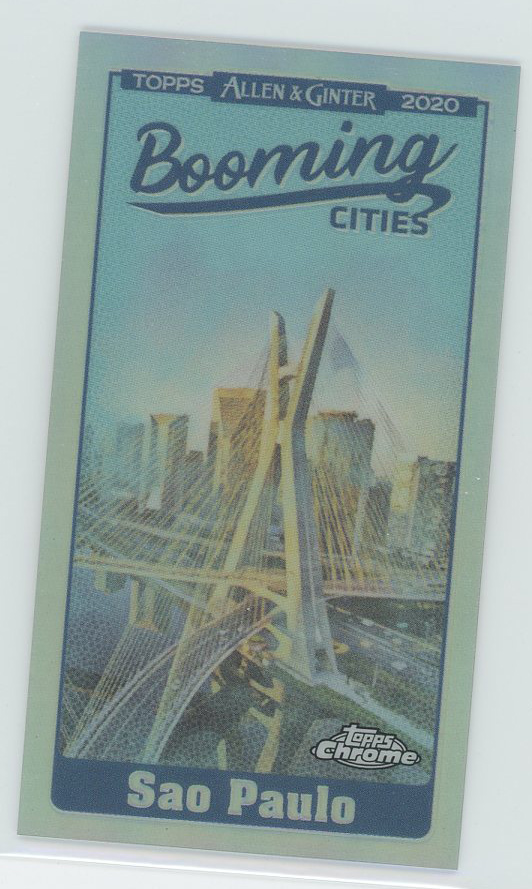 TOPPS ALLEN & GINTER 2020
Booming
CITIES
Topps
Chrome
Sao Paulo